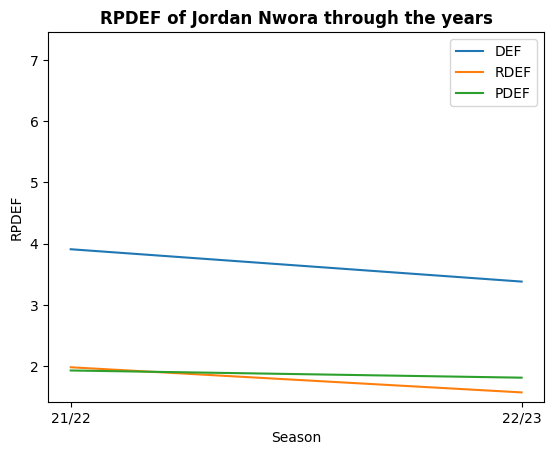 RPDEF of Jordan Nwora through the years
DEF
RDEF
PDEF
7
6
5
4
3
2
RPDEF
21/22
22/23
Season